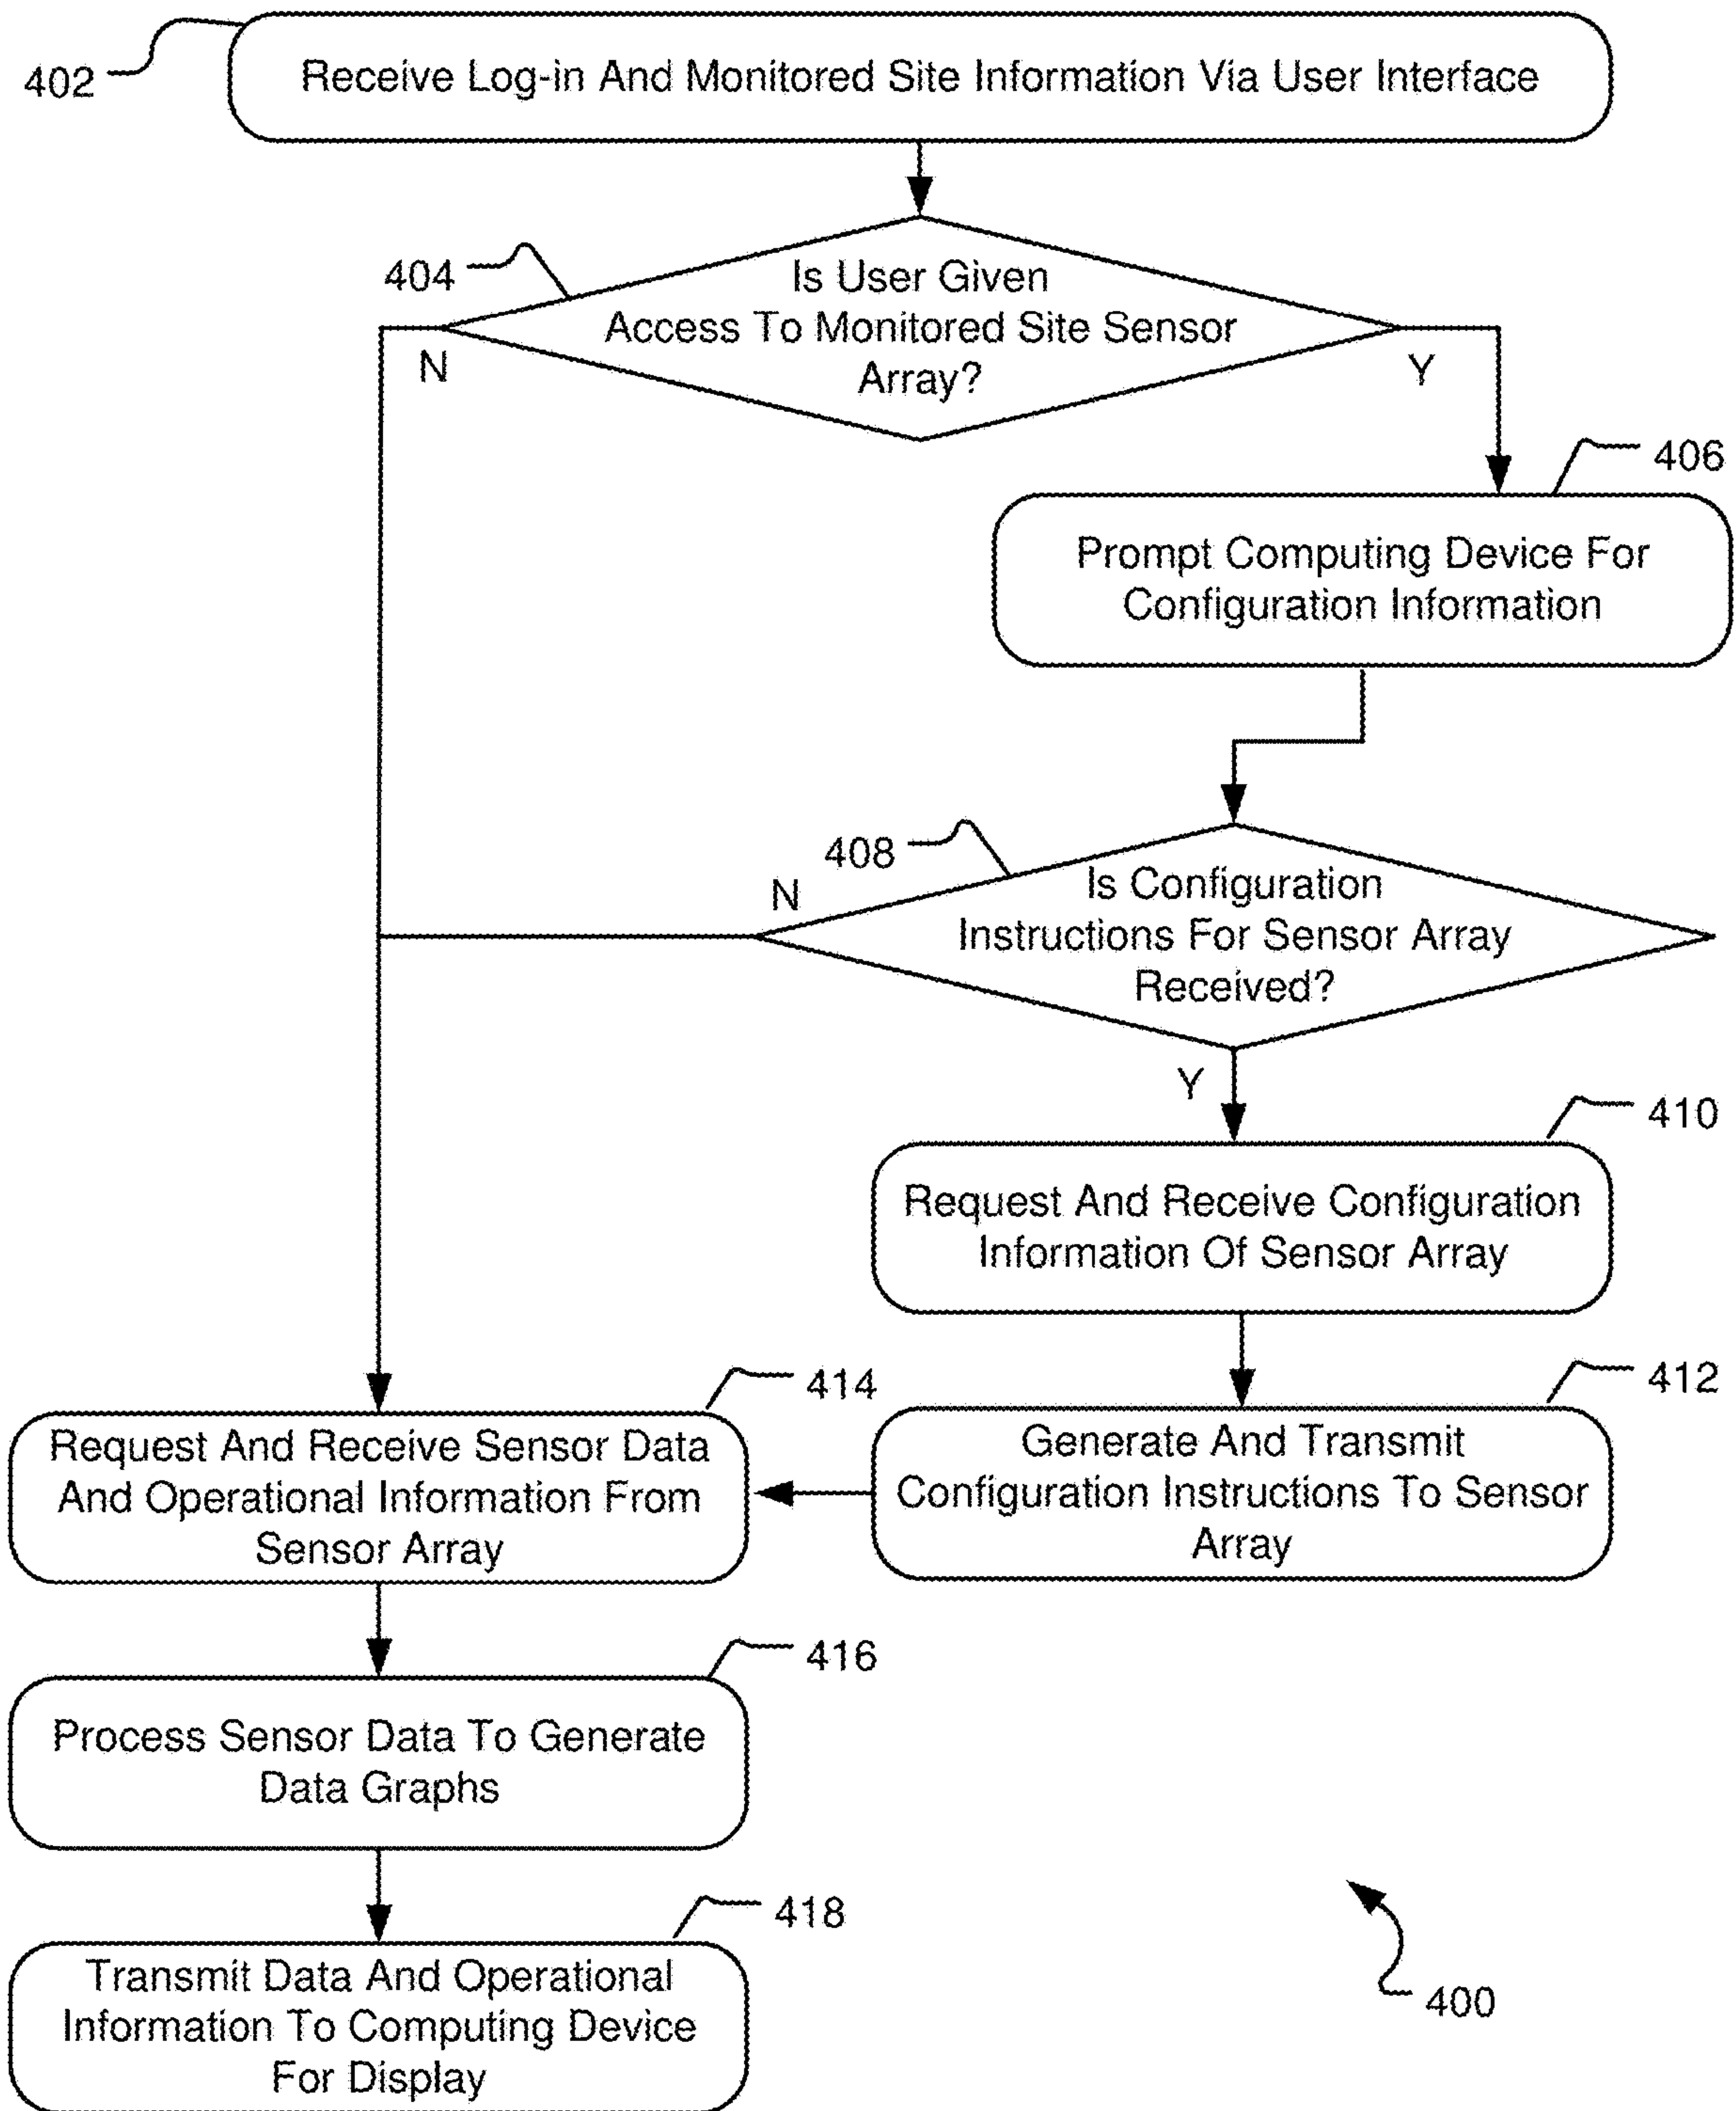 402
Receive Log-in And Monitored Site Information Via User Interface
404
Is User Given
Access To Monitored Site Sensor
Array?
N
Y
406
Prompt Computing Device For
Configuration Information
408
N
Is Configuration
Instructions For Sensor Array
Received?
Y
410
Request And Receive Configuration
Information Of Sensor Array
412
Generate And Transmit
Configuration Instructions To Sensor
Array
414
Request And Receive Sensor Data
And Operational Information From
Sensor Array
416
Process Sensor Data To Generate
Data Graphs
418
Transmit Data And Operational
Information To Computing Device
For Display
400